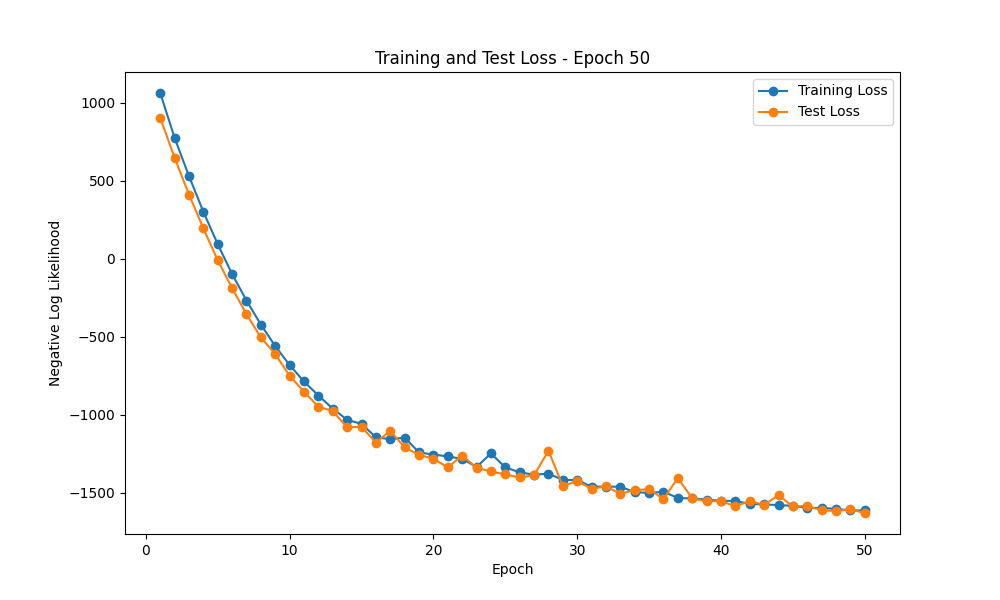 Training and Test Loss - Epoch 50
Training Loss
Test Loss
Negative Log Likelihood
1000
500
0
−500
−1000
−1500
0 10 20 30 40 50
Epoch